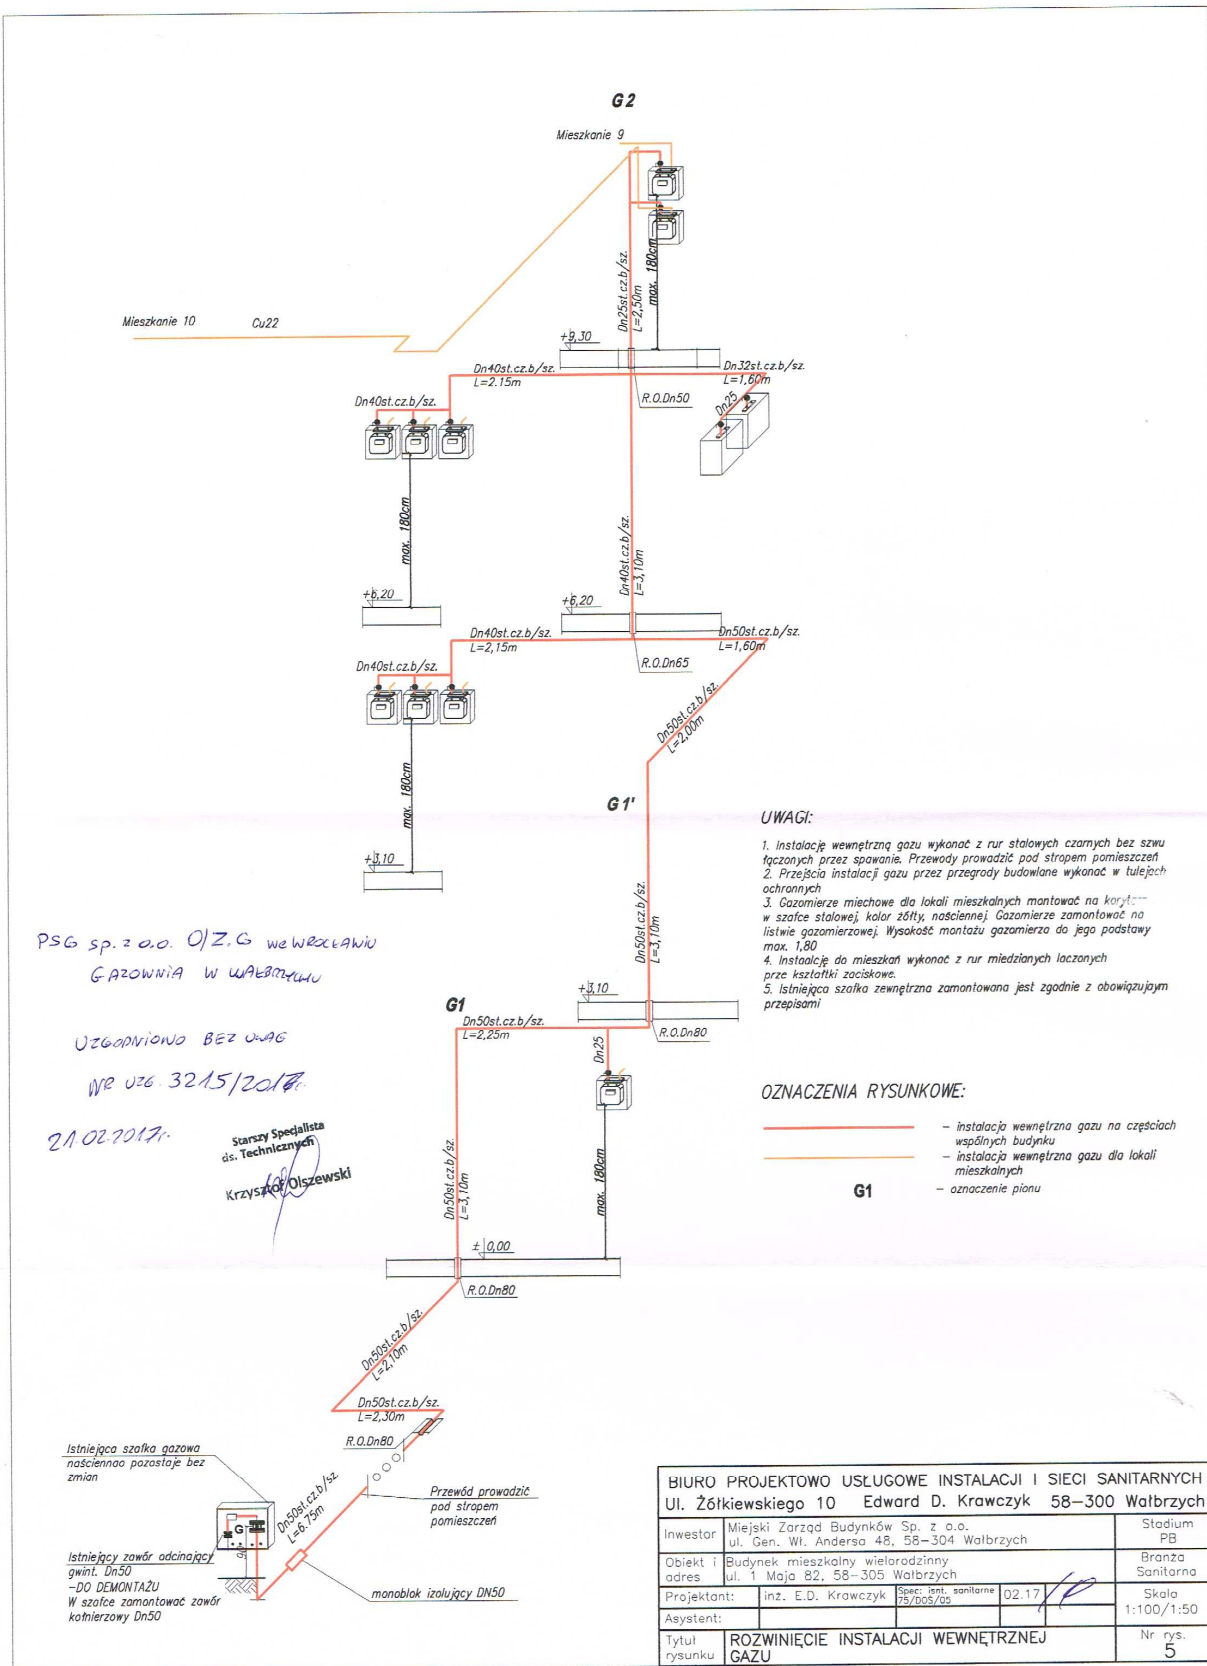 G2
Mieszkanie 9
Dn25st.cz.b/sz.
L=2,50m
max. 180cm
Mieszkanie 10
Cu22
+9,30
Dn40st.cz.b/sz.
L=2.15m
Dn32st.cz.b/sz.
L=1,60m
R.O.Dn50
Dn25
Dn40st.cz.b/sz.
max. 180cm
Dn40st.cz.b/sz.
L=3,10m
+6,20
+6,20
Dn40st.cz.b/sz.
L=2,15m
Dn50st.cz.b/sz.
L=1,60m
R.O.Dn65
Dn40st.cz.b/sz.
Dn50st.cz.b/sz.
L=2,00m
max. 180cm
G1'
+3,10
UWAGI:
1. Instalację wewnętrzną gazu wykonać z rur stalowych czarnych bez szwu
łączonych przez spawanie. Przewody prowadzić pod stropem pomieszczeń
2. Przejścia instalacji gazu przez przegrody budowlane wykonać w tulejach
ochronnych
3. Gazomierze miechowe dla lokali mieszkalnych montować na
w szafce stalowej, kolor żółty, naściennej. Gazomierze zamontować na
listwie gazomierzowej. Wysokość montażu gazomierza do jego podstawy
max. 1,80
4. Instoalcję do mieszkań wykonać z rur miedzianych laczonych
prze kształtki zaciskowe.
5. Istniejąca szafka zewnętrzna zamontowana jest zgodnie z obowiązujaym
przepisami
PSG sp. z o.o. O/Z.G we WROCŁAWIU
GAZOWNIA W WAŁBRZYCHU
UZGODNIONO BEZ UWAG
NR UZG. 3215/2017r.
21.02.2017r.
Starszy Specjalista
ds. Technicznych
Krzysztof Olszewski
Dn50st.cz.b/sz.
L=3,10m
+3,10
G1
Dn50st.cz.b/sz.
L=2,25m
Dn25
R.O.Dn80
max. 180cm
Dn50st.cz.b/sz.
L=3,10m
± 0,00
R.O.Dn80
OZNACZENIA RYSUNKOWE:
- instalacja wewnętrzna gazu na częściach
wspólnych budynku
- instalacja wewnętrzna gazu dla lokali
mieszkalnych
G1 - oznaczenie pionu
Dn50st.cz.b/sz.
L=2,10m
Dn50st.cz.b/sz.
L=2,30m
R.O.Dn80
Istniejąca szafka gazowa
naściennao pozostaje bez
zmian
Dn50st.cz.b/sz.
L=6.75m
Przewód prowadzić
pod stropem
pomieszczeń
G
Istniejący zawór odcinający
gwint. Dn50
-DO DEMONTAŻU
W szafce zamontować zawór
kołnierzowy Dn50
monoblok izolujący DN50
BIURO PROJEKTOWO USŁUGOWE INSTALACJI I SIECI SANITARNYCH
Ul. Żółkiewskiego 10 Edward D. Krawczyk 58-300 Wałbrzych
Inwestor
Miejski Zarząd Budynków Sp. z o.o.
ul. Gen. Wł. Andersa 48, 58-304 Wałbrzych
Stadium
PB
Obiekt i
adres
Budynek mieszkalny wielorodzinny
ul. 1 Maja 82, 58-305 Wałbrzych
Branża
Sanitarna
Projektant:
inż. E.D. Krawczyk
Spec: isnt. sanitarne
75/DOŚ/05
02.17
Skala
1:100/1:50
Asystent:
Tytuł
rysunku
ROZWINIĘCIE INSTALACJI WEWNĘTRZNEJ
GAZU
Nr rys.
5